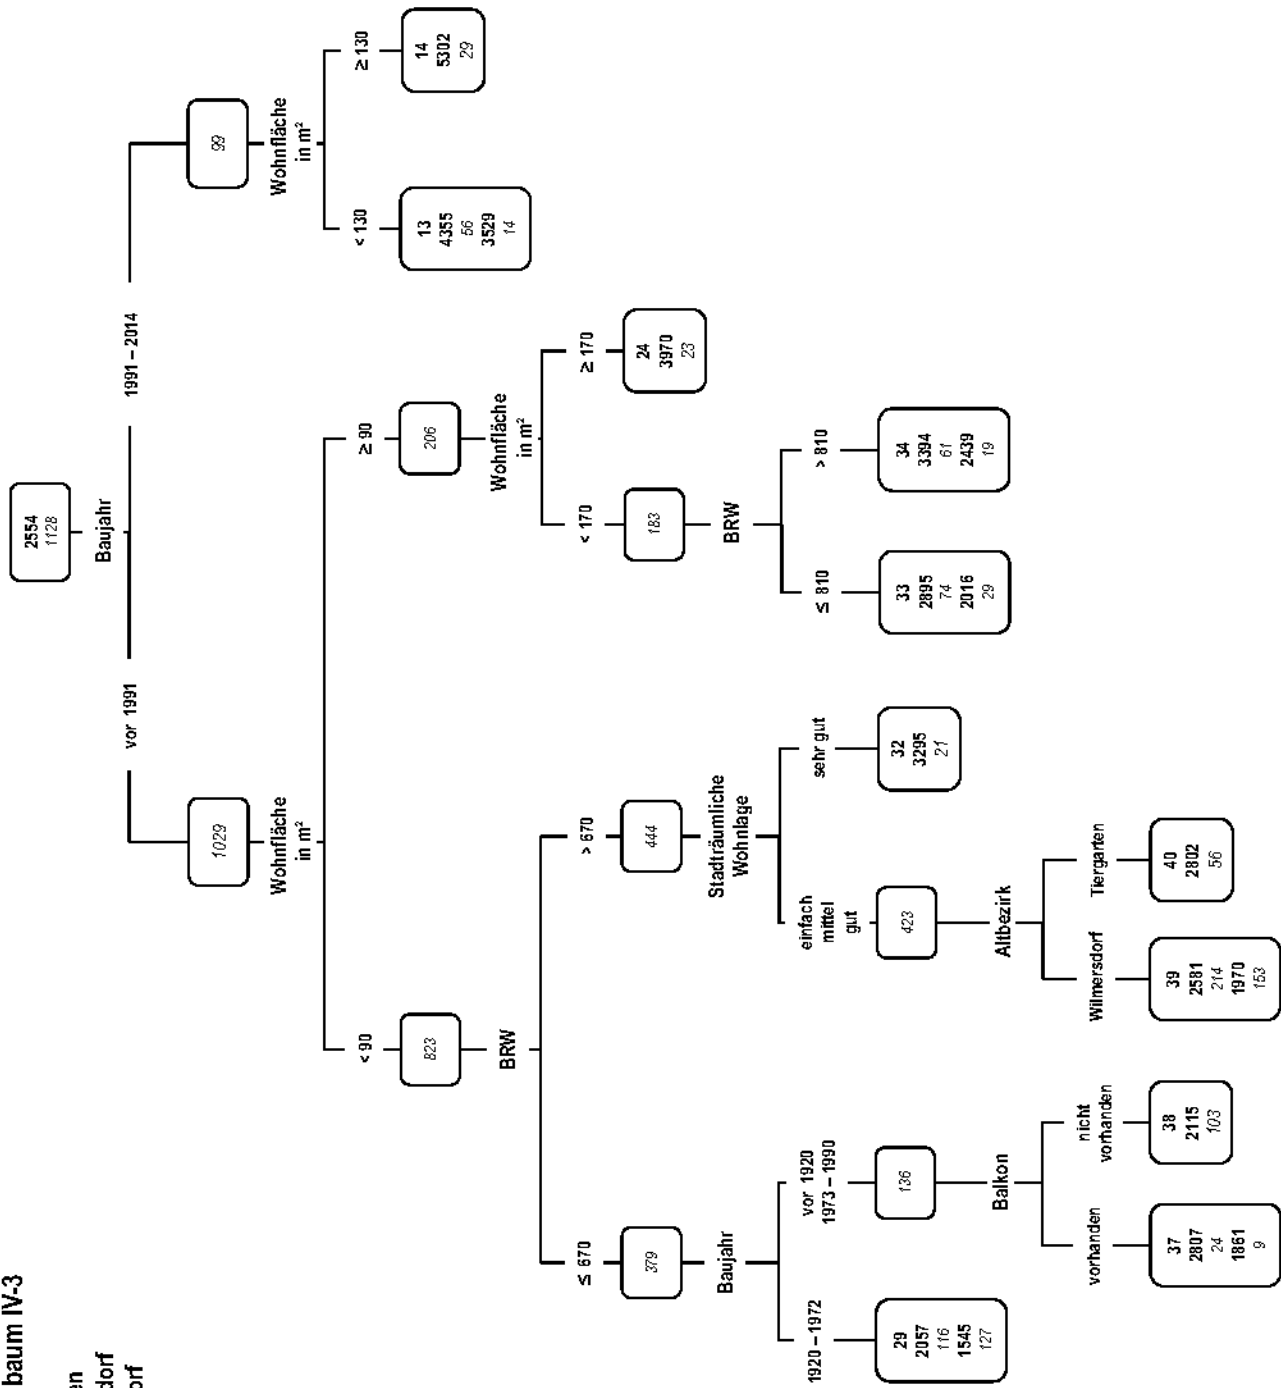 baum IV-3
en
dorf
orf
2554
1128
Baujahr
vor 1991
1991 – 2014
1029
Wohnfläche
in m²
99
Wohnfläche
in m²
< 90
≥ 90
< 130
≥ 130
823
BRW
206
Wohnfläche
in m²
13
4355
56
3529
14
14
5302
29
≤ 670
> 670
< 170
≥ 170
379
Baujahr
444
Stadträumliche
Wohnlage
183
BRW
24
3970
23
1920 – 1972
vor 1920
1973 – 1990
einfach
mittel
gut
sehr gut
≤ 810
> 810
29
2057
116
1545
127
136
Balkon
423
Altbezirk
32
3295
21
33
2895
74
2016
29
34
3394
61
2439
19
vorhanden
nicht
vorhanden
Wilmersdorf
Tiergarten
37
2807
24
1861
9
38
2115
103
39
2581
214
1970
153
40
2802
56